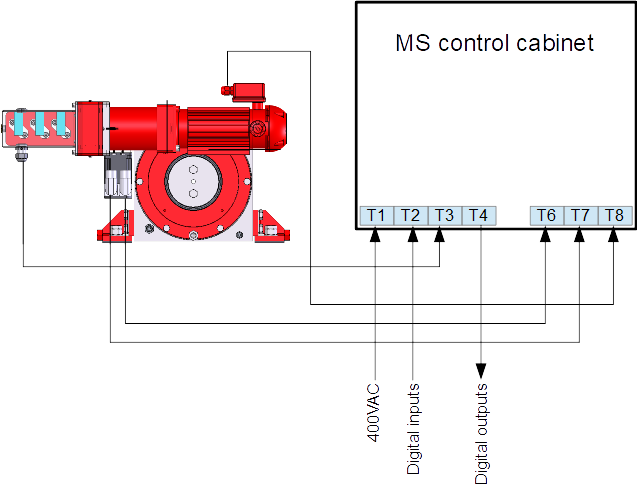 MS control cabinet
T1 T2 T3 T4 T6 T7 T8
400VAC
Digital inputs
Digital outputs